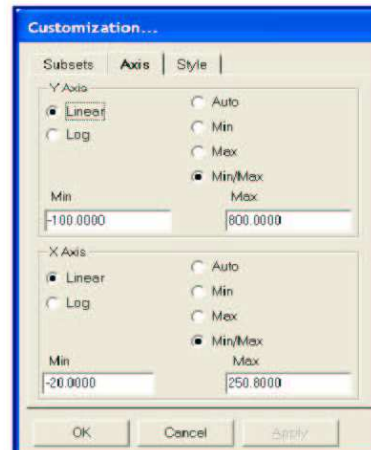 Customization...
Subsets Axis Style
Y Axis
Linear
Log
Auto
Min
Max
Min/Max
Min Max
-100.0000 800.0000
X Axis
Linear
Log
Auto
Min
Max
Min/Max
Min Max
-20.0000 250.8000
OK Cancel Apply